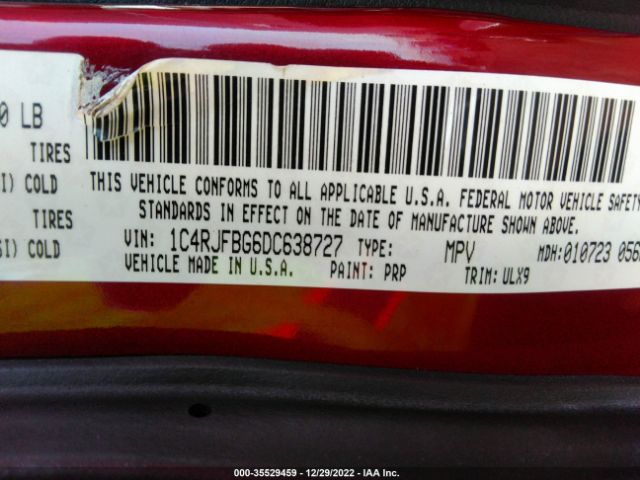 0 LB
TIRES
I) COLD
TIRES
SI) COLD
THIS VEHICLE CONFORMS TO ALL APPLICABLE U.S.A. FEDERAL MOTOR VEHICLE SAFETY
STANDARDS IN EFFECT ON THE DATE OF MANUFACTURE SHOWN ABOVE.
VIN: 1C4RJFBG6DC638727 TYPE: MPV MDH:010723 056
VEHICLE MADE IN U.S.A. PAINT: PRP TRIM: ULX9
000-35529459 - 12/29/2022 - IAA Inc.